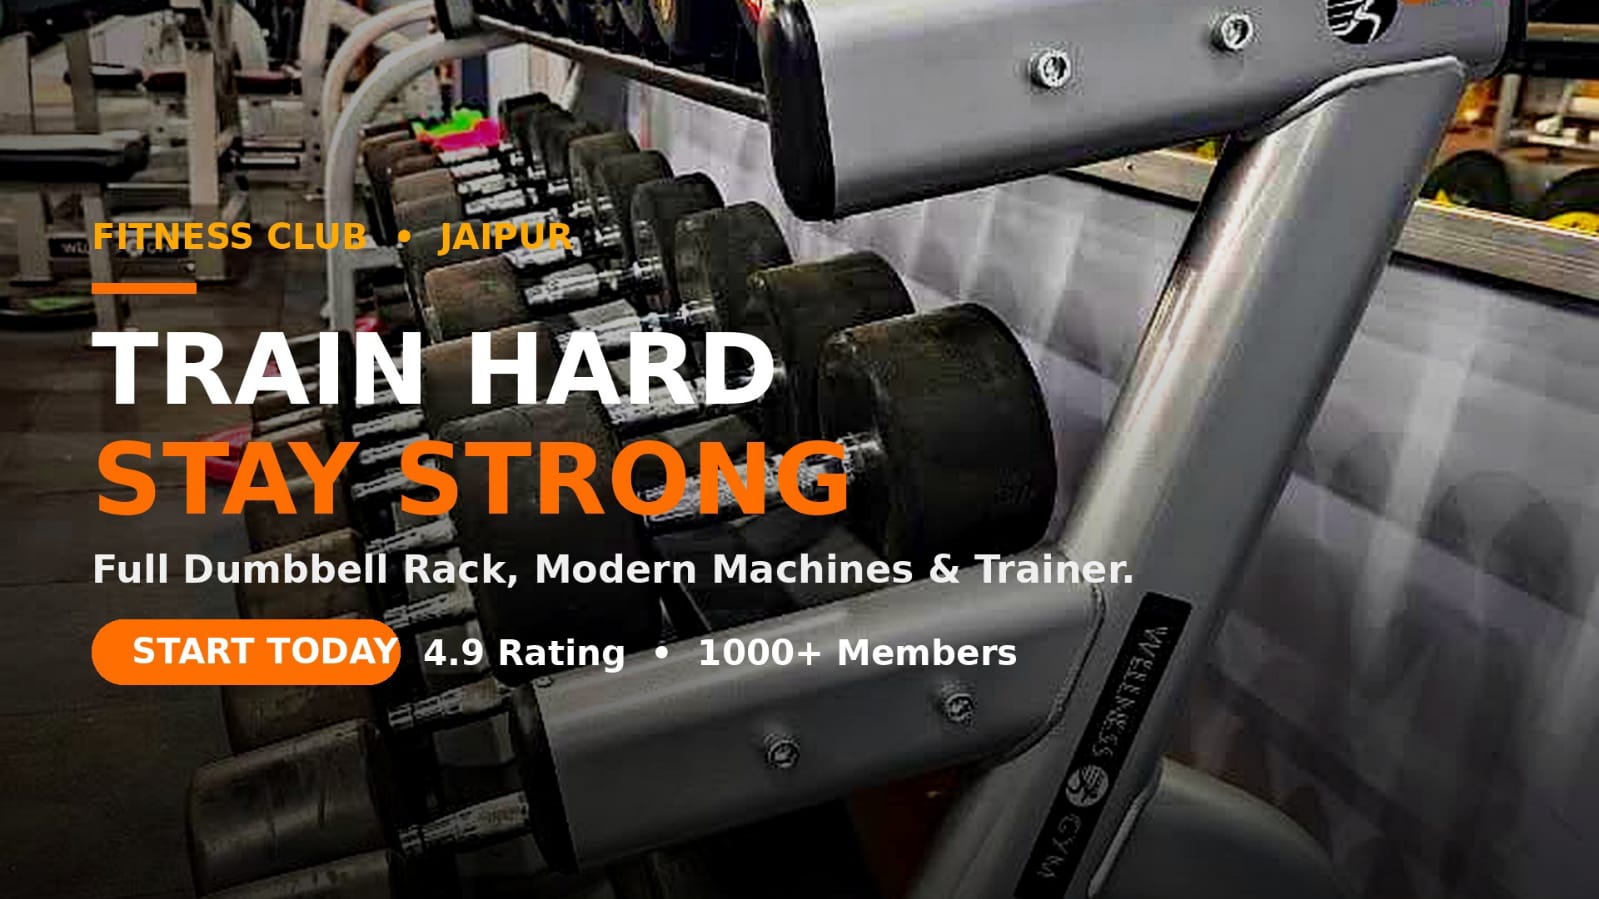 FITNESS CLUB • JAIPUR
TRAIN HARD
STAY STRONG
Full Dumbbell Rack, Modern Machines & Trainer.
START TODAY 4.9 Rating • 1000+ Members
WELLNESS GYM